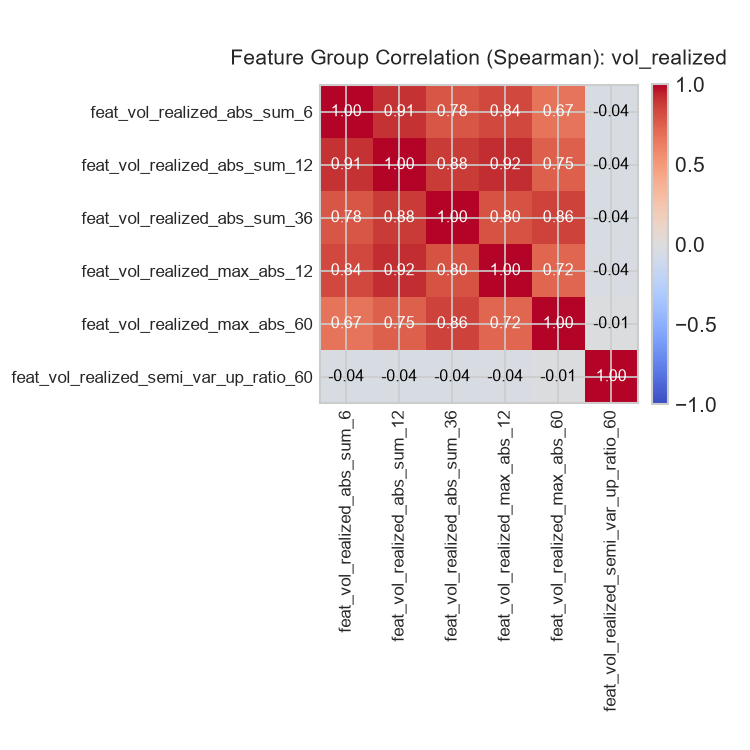 Feature Group Correlation (Spearman): vol_realized
feat_vol_realized_abs_sum_6 1.00 0.91 0.78 0.84 0.67 -0.04
feat_vol_realized_abs_sum_12 0.91 1.00 0.88 0.92 0.75 -0.04
feat_vol_realized_abs_sum_36 0.78 0.88 1.00 0.80 0.86 -0.04
feat_vol_realized_max_abs_12 0.84 0.92 0.80 1.00 0.72 -0.04
feat_vol_realized_max_abs_60 0.67 0.75 0.86 0.72 1.00 -0.01
feat_vol_realized_semi_var_up_ratio_60 -0.04 -0.04 -0.04 -0.04 -0.01 1.00
feat_vol_realized_abs_sum_6
feat_vol_realized_abs_sum_12
feat_vol_realized_abs_sum_36
feat_vol_realized_max_abs_12
feat_vol_realized_max_abs_60
feat_vol_realized_semi_var_up_ratio_60
1.0
0.5
0.0
−0.5
−1.0